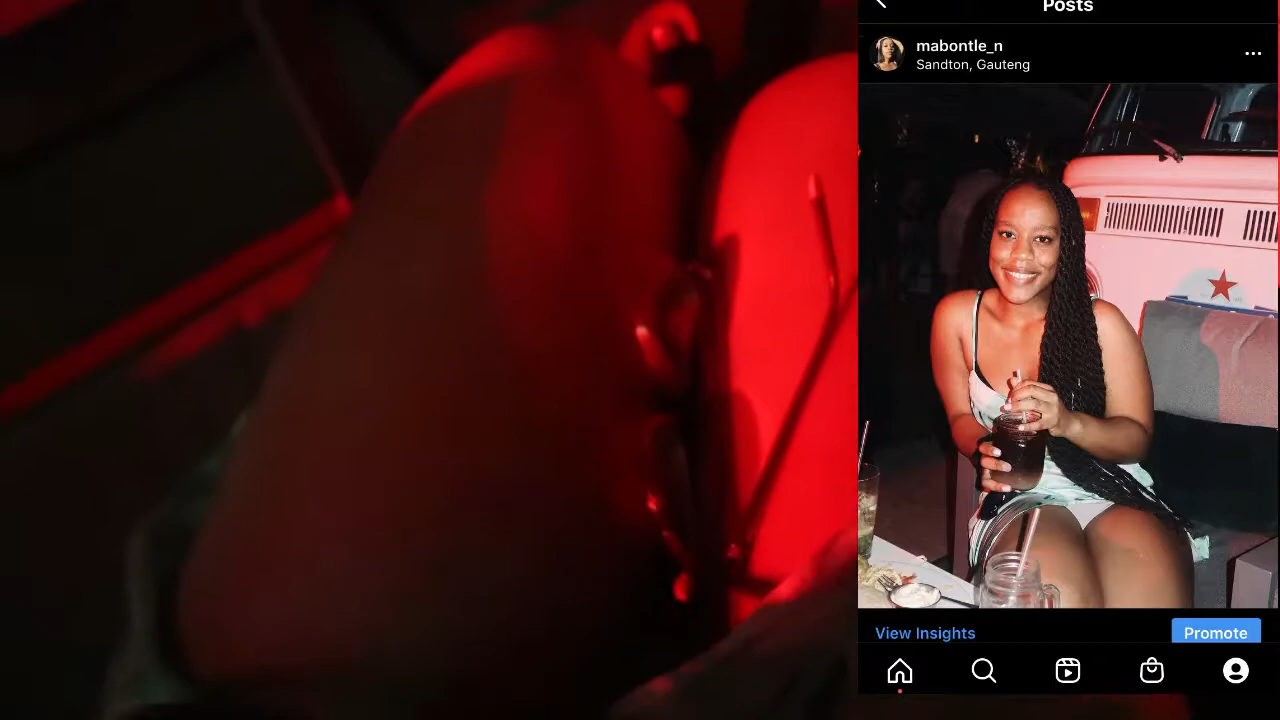 Posts
mabontle_n
Sandton, Gauteng
View Insights
Promote